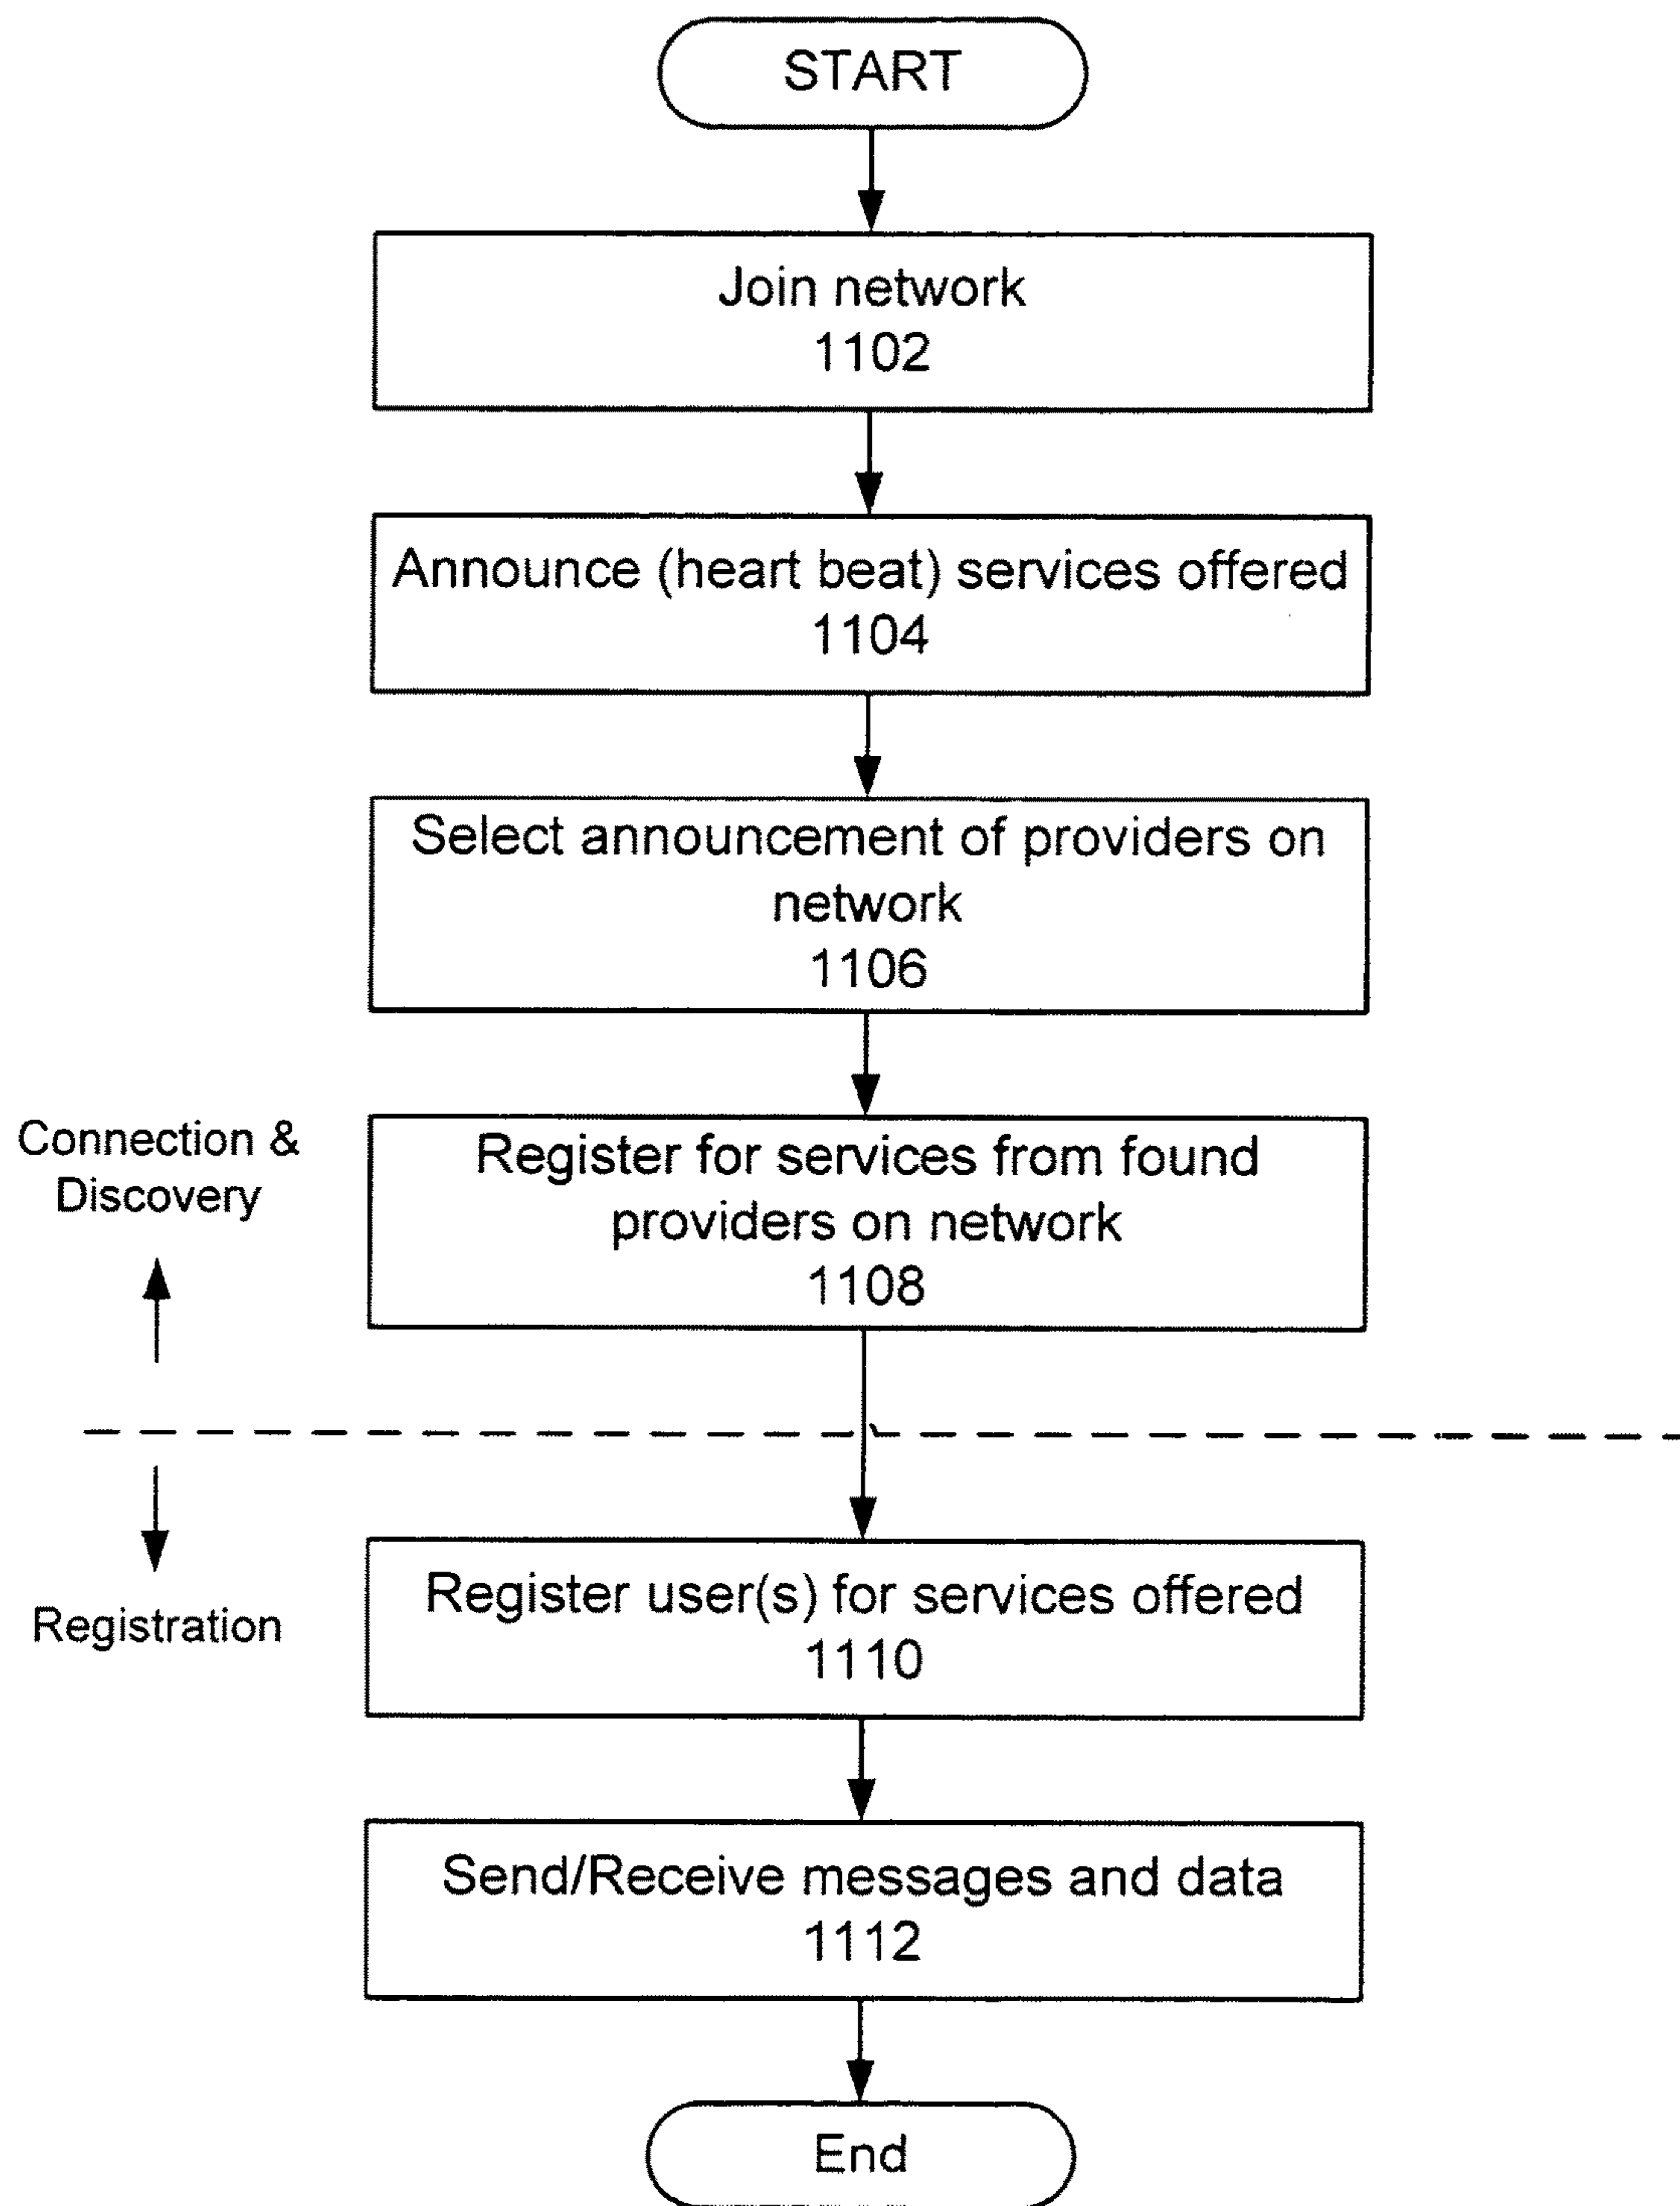 START
Join network
1102
Announce (heart beat) services offered
1104
Select announcement of providers on
network
1106
Connection &
Discovery
Register for services from found
providers on network
1108
Registration
Register user(s) for services offered
1110
Send/Receive messages and data
1112
End